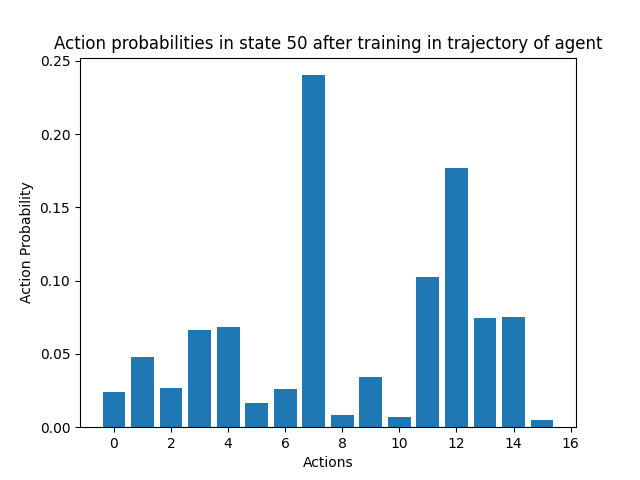 Action probabilities in state 50 after training in trajectory of agent
0.25
0.20
0.15
0.10
0.05
0.00
Action Probability
0 2 4 6 8 10 12 14 16
Actions